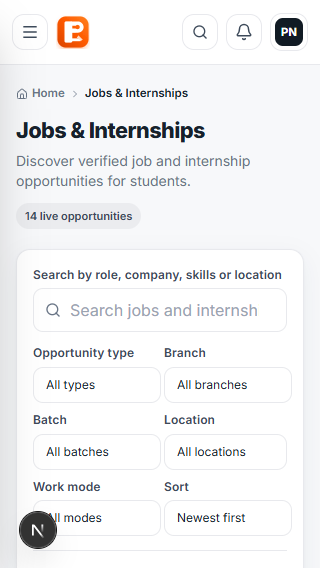 PN
Home > Jobs & Internships
Jobs & Internships
Discover verified job and internship
opportunities for students.
14 live opportunities
Search by role, company, skills or location
Search jobs and internsh
Opportunity type Branch
All types All branches
Batch Location
All batches All locations
Work mode Sort
All modes Newest first
N